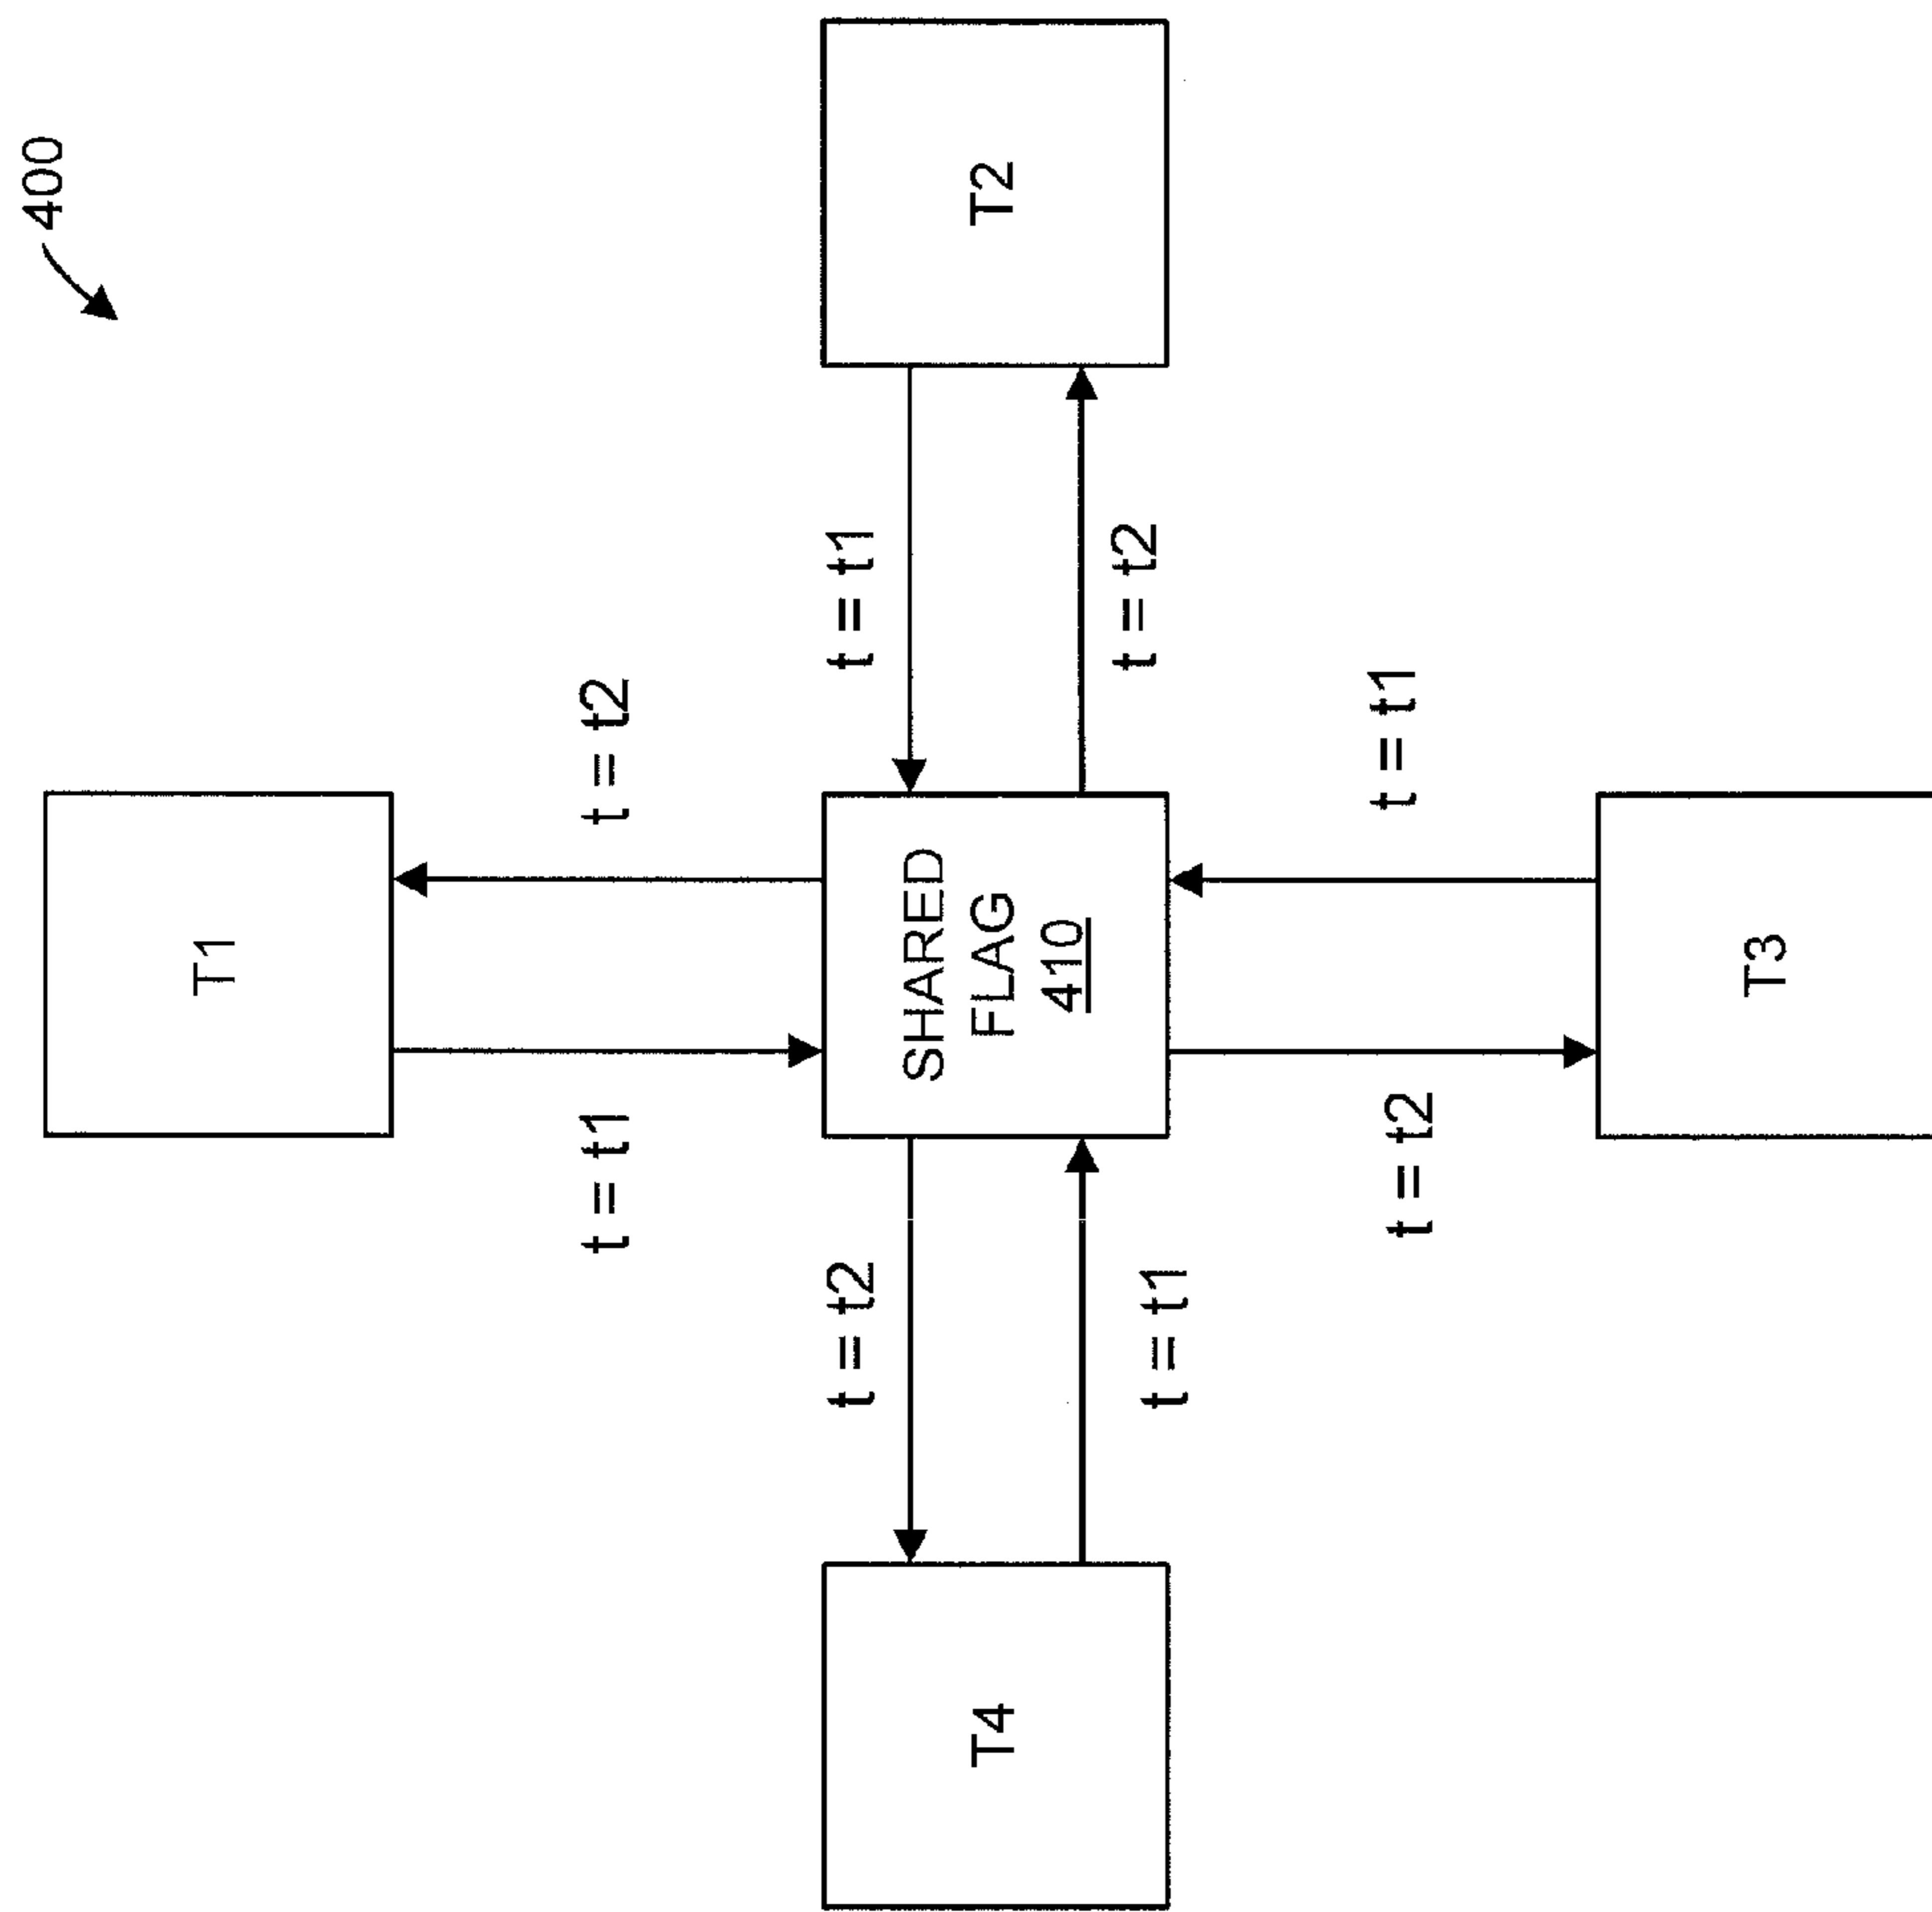 400
T1
t = t1
t = t2
t = t2
t = t1
T4
SHARED
FLAG
410
T2
t = t1
t = t2
t = t2
t = t1
T3